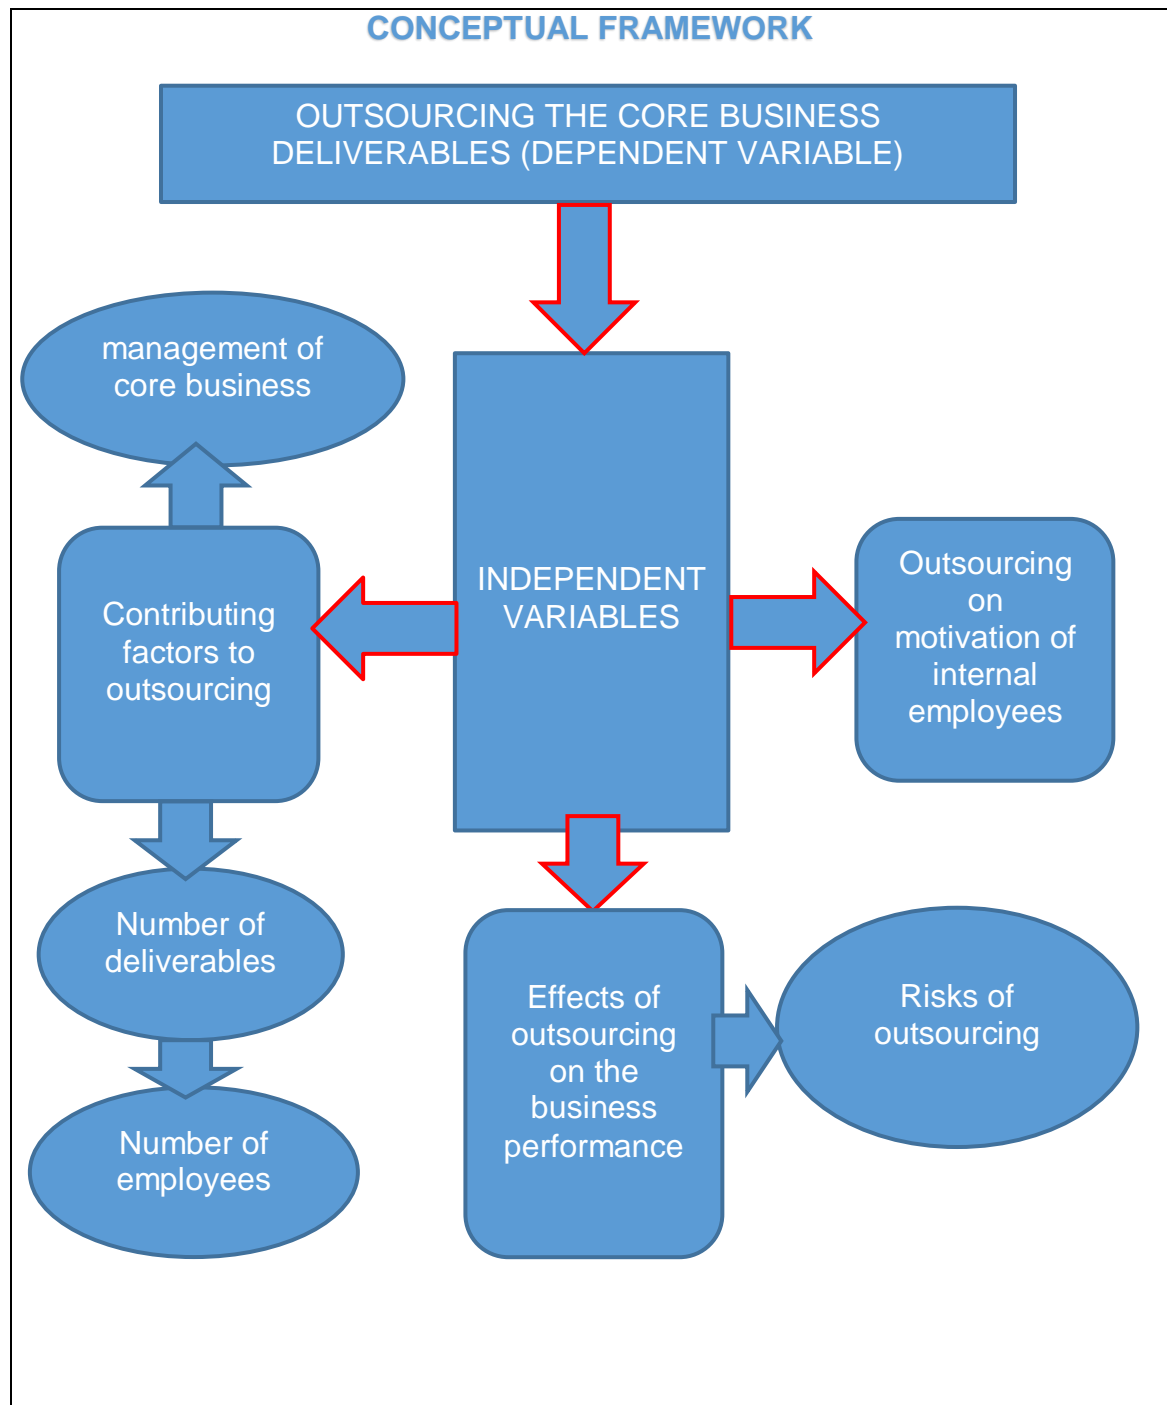 CONCEPTUAL FRAMEWORK
OUTSOURCING THE CORE BUSINESS
DELIVERABLES (DEPENDENT VARIABLE)
management of
core business
INDEPENDENT
VARIABLES
Contributing
factors to
outsourcing
Outsourcing
on
motivation of
internal
employees
Number of
deliverables
Number of
employees
Effects of
outsourcing
on the
business
performance
Risks of
outsourcing